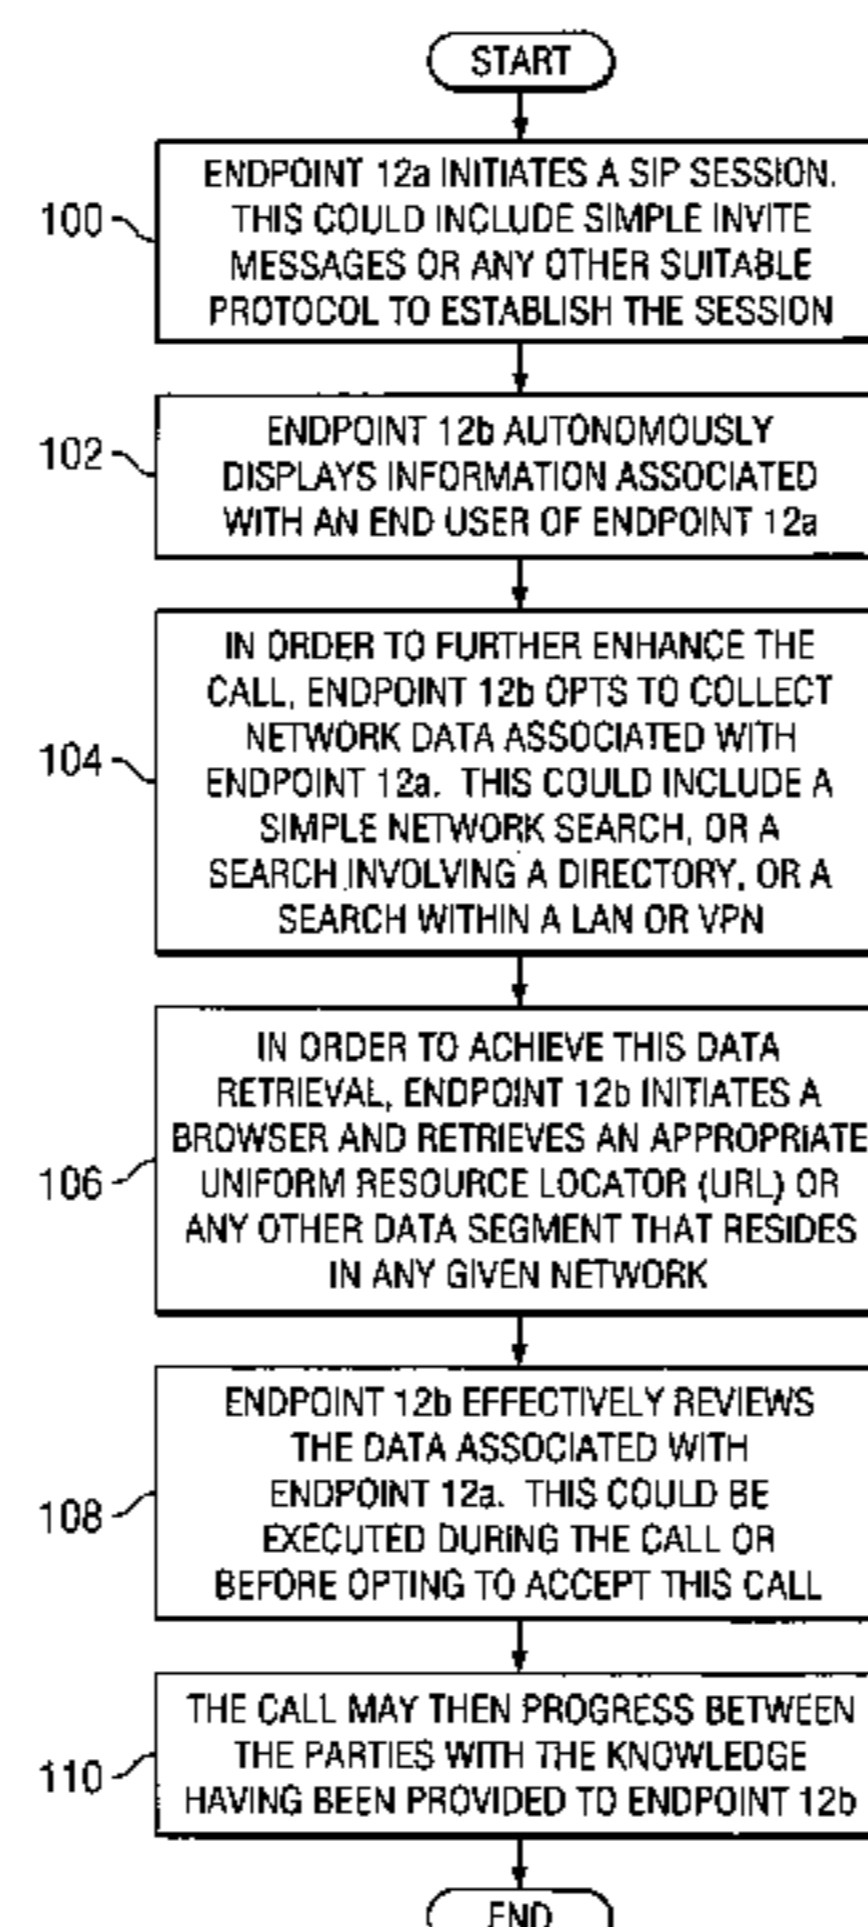 START
100
ENDPOINT 12a INITIATES A SIP SESSION.
THIS COULD INCLUDE SIMPLE INVITE
MESSAGES OR ANY OTHER SUITABLE
PROTOCOL TO ESTABLISH THE SESSION
102
ENDPOINT 12b AUTONOMOUSLY
DISPLAYS INFORMATION ASSOCIATED
WITH AN END USER OF ENDPOINT 12a
104
IN ORDER TO FURTHER ENHANCE THE
CALL, ENDPOINT 12b OPTS TO COLLECT
NETWORK DATA ASSOCIATED WITH
ENDPOINT 12a. THIS COULD INCLUDE A
SIMPLE NETWORK SEARCH, OR A
SEARCH INVOLVING A DIRECTORY, OR A
SEARCH WITHIN A LAN OR VPN
106
IN ORDER TO ACHIEVE THIS DATA
RETRIEVAL, ENDPOINT 12b INITIATES A
BROWSER AND RETRIEVES AN APPROPRIATE
UNIFORM RESOURCE LOCATOR (URL) OR
ANY OTHER DATA SEGMENT THAT RESIDES
IN ANY GIVEN NETWORK
108
ENDPOINT 12b EFFECTIVELY REVIEWS
THE DATA ASSOCIATED WITH
ENDPOINT 12a. THIS COULD BE
EXECUTED DURING THE CALL OR
BEFORE OPTING TO ACCEPT THIS CALL
110
THE CALL MAY THEN PROGRESS BETWEEN
THE PARTIES WITH THE KNOWLEDGE
HAVING BEEN PROVIDED TO ENDPOINT 12b
END